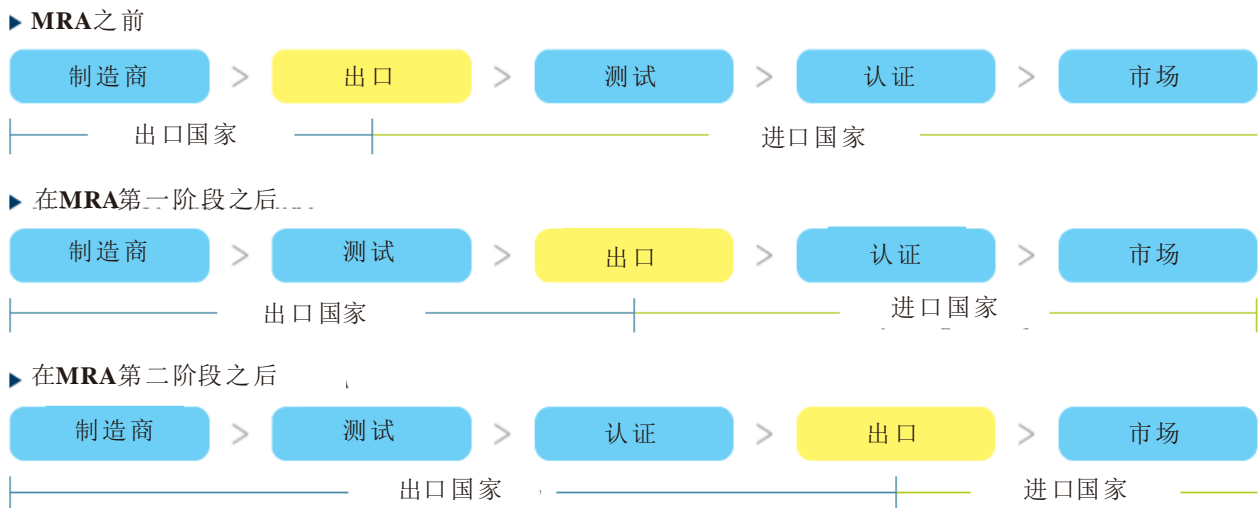 MRA之前
制造商 > 出口 > 测试 > 认证 > 市场
出口国家 进口国家
在MRA第一阶段之后
制造商 > 测试 > 出口 > 认证 > 市场
出口国家 进口国家
在MRA第二阶段之后
制造商 > 测试 > 认证 > 出口 > 市场
出口国家 进口国家